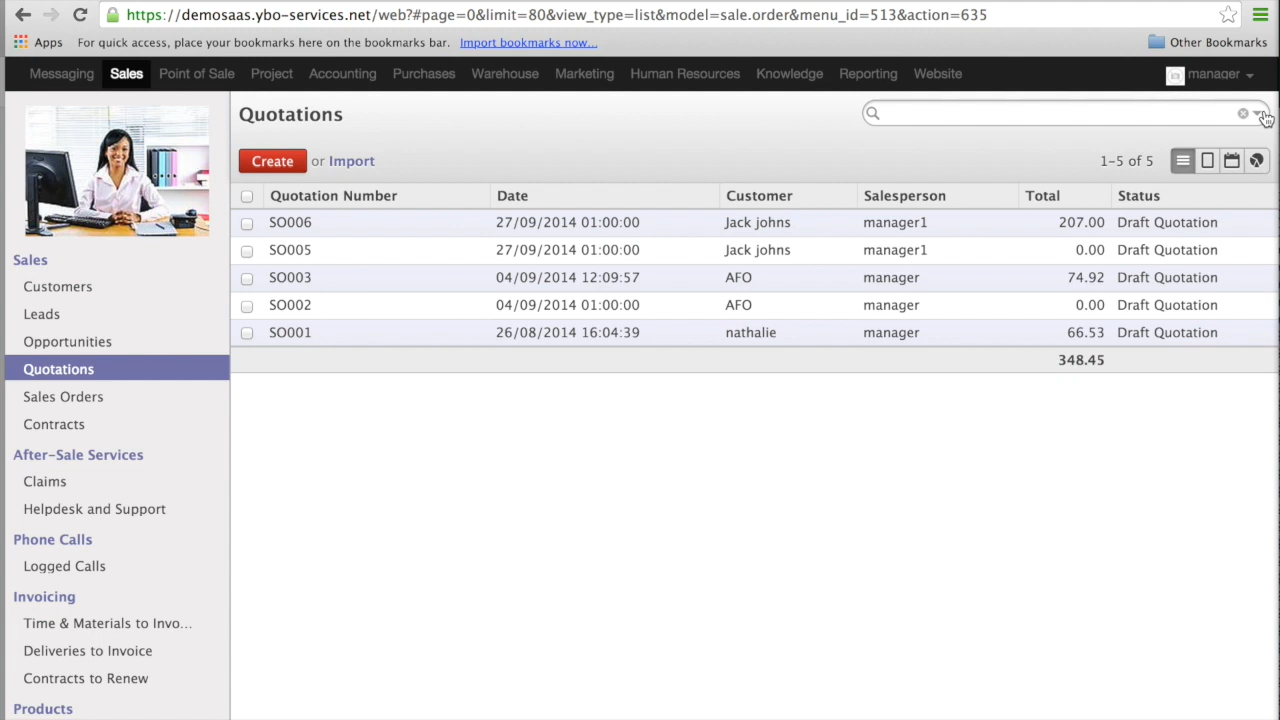 https://demosaas.ybo-services.net/web?#page=0&limit=80&view_type=list&model=sale.order&menu_id=513&action=635
Apps For quick access, place your bookmarks here on the bookmarks bar. Import bookmarks now... Other Bookmarks
Messaging Sales Point of Sale Project Accounting Purchases Warehouse Marketing Human Resources Knowledge Reporting Website manager
Quotations
Create or Import 1-5 of 5
Quotation Number Date Customer Salesperson Total Status
SO006 27/09/2014 01:00:00 Jack johns manager1 207.00 Draft Quotation
SO005 27/09/2014 01:00:00 Jack johns manager1 0.00 Draft Quotation
SO003 04/09/2014 12:09:57 AFO manager 74.92 Draft Quotation
SO002 04/09/2014 01:00:00 AFO manager 0.00 Draft Quotation
SO001 26/08/2014 16:04:39 nathalie manager 66.53 Draft Quotation
348.45
Sales
Customers
Leads
Opportunities
Quotations
Sales Orders
Contracts
After-Sale Services
Claims
Helpdesk and Support
Phone Calls
Logged Calls
Invoicing
Time & Materials to Invo...
Deliveries to Invoice
Contracts to Renew
Products